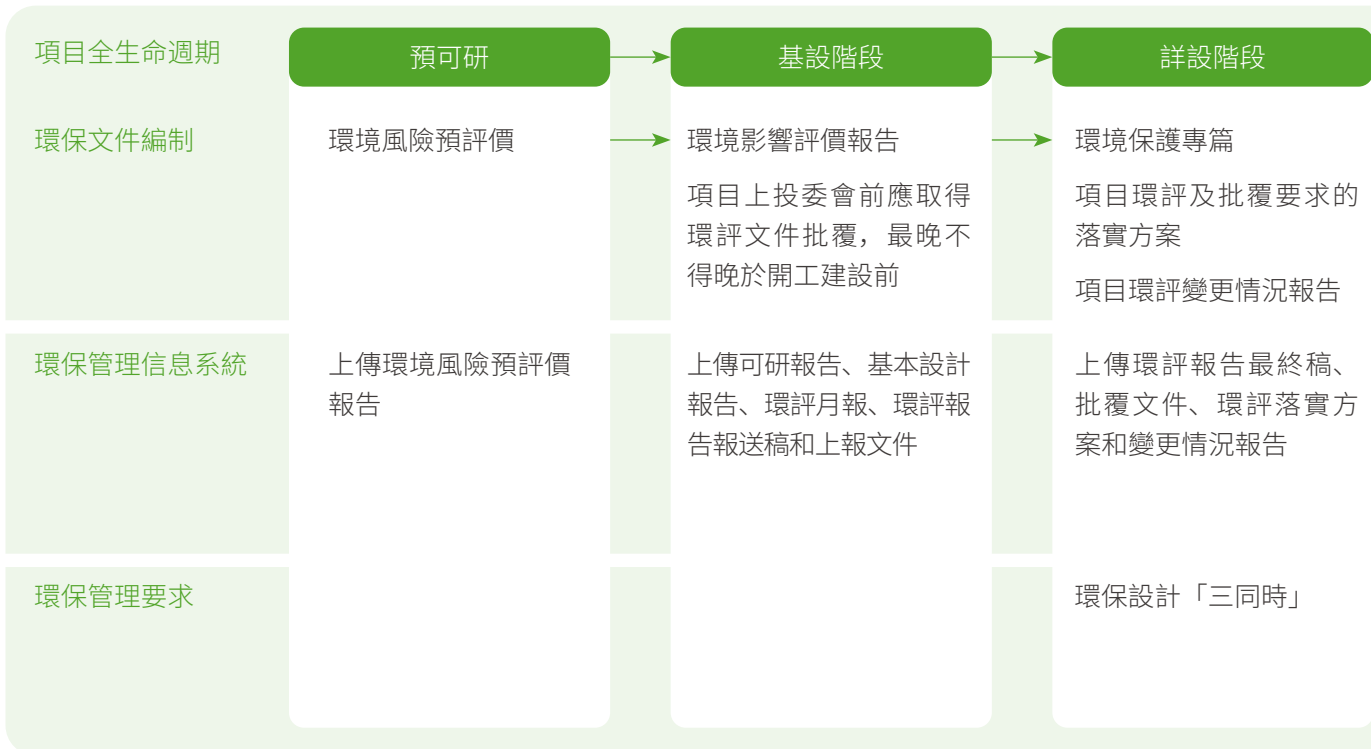 項目全生命週期
預可研
基設階段
詳設階段
環保文件編制
環境風險預評價
環境影響評價報告
項目上投委會前應取得
環評文件批覆，最晚不
得晚於開工建設前
環境保護專篇
項目環評及批覆要求的
落實方案
項目環評變更情況報告
環保管理信息系統
上傳環境風險預評價
報告
上傳可研報告、基本設計
報告、環評月報、環評報
告報送稿和上報文件
上傳環評報告最終稿、
批覆文件、環評落實方
案和變更情況報告
環保管理要求
環保設計「三同時」